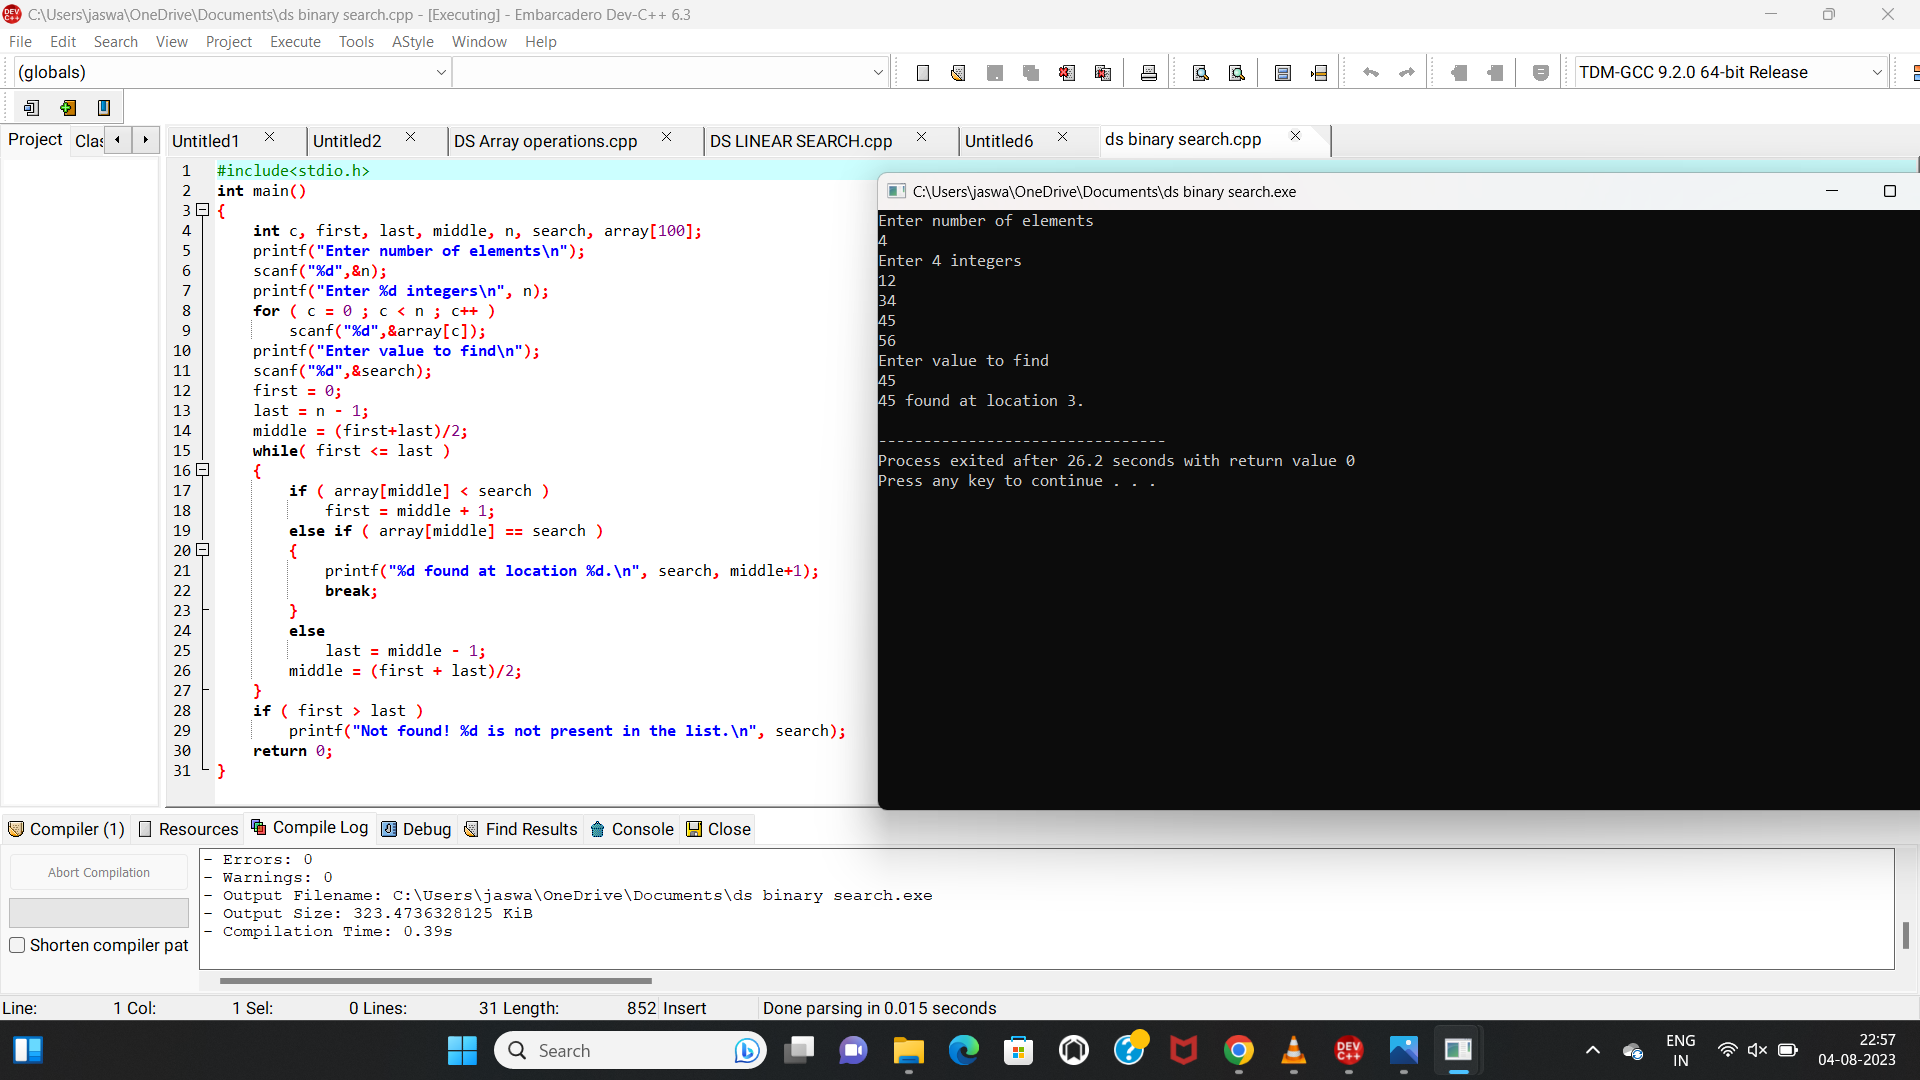 C:\Users\jaswa\OneDrive\Documents\ds binary search.cpp - [Executing] - Embarcadero Dev-C++ 6.3
File Edit Search View Project Execute Tools AStyle Window Help
(globals)
TDM-GCC 9.2.0 64-bit Release
Project Clas
Untitled1 Untitled2 DS Array operations.cpp DS LINEAR SEARCH.cpp Untitled6 ds binary search.cpp
1 #include<stdio.h>
2 int main()
3 {
4 int c, first, last, middle, n, search, array[100];
5 printf("Enter number of elements\n");
6 scanf("%d",&n);
7 printf("Enter %d integers\n", n);
8 for ( c = 0 ; c < n ; c++ )
9 scanf("%d",&array[c]);
10 printf("Enter value to find\n");
11 scanf("%d",&search);
12 first = 0;
13 last = n - 1;
14 middle = (first+last)/2;
15 while( first <= last )
16 {
17 if ( array[middle] < search )
18 first = middle + 1;
19 else if ( array[middle] == search )
20 {
21 printf("%d found at location %d.\n", search, middle+1);
22 break;
23 }
24 else
25 last = middle - 1;
26 middle = (first + last)/2;
27 }
28 if ( first > last )
29 printf("Not found! %d is not present in the list.\n", search);
30 return 0;
31 }
C:\Users\jaswa\OneDrive\Documents\ds binary search.exe
Enter number of elements
4
Enter 4 integers
12
34
45
56
Enter value to find
45
45 found at location 3.
--------------------------------
Process exited after 26.2 seconds with return value 0
Press any key to continue . . .
Compiler (1) Resources Compile Log Debug Find Results Console Close
Abort Compilation
Shorten compiler pat
- Errors: 0
- Warnings: 0
- Output Filename: C:\Users\jaswa\OneDrive\Documents\ds binary search.exe
- Output Size: 323.4736328125 KiB
- Compilation Time: 0.39s
Line: 1 Col: 1 Sel: 0 Lines: 31 Length: 852 Insert Done parsing in 0.015 seconds
Search
DEV C++
ENG
IN
22:57
04-08-2023